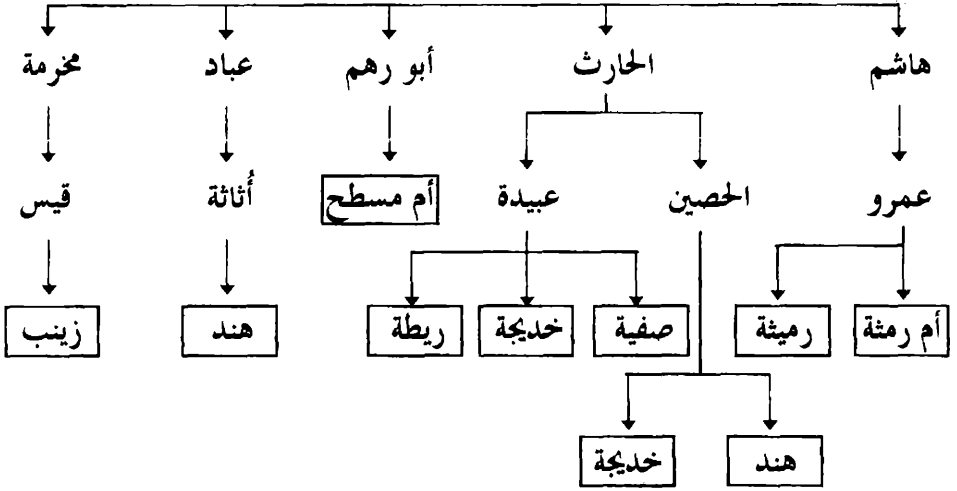 هاشم الحارث أبو رهم عباد مخرمة
عمرو الحصين عبيدة أم مسطح أُثاثة قيس
أم رمثة رميثة صفية خديجة ريطة هند زينب
هند خديجة